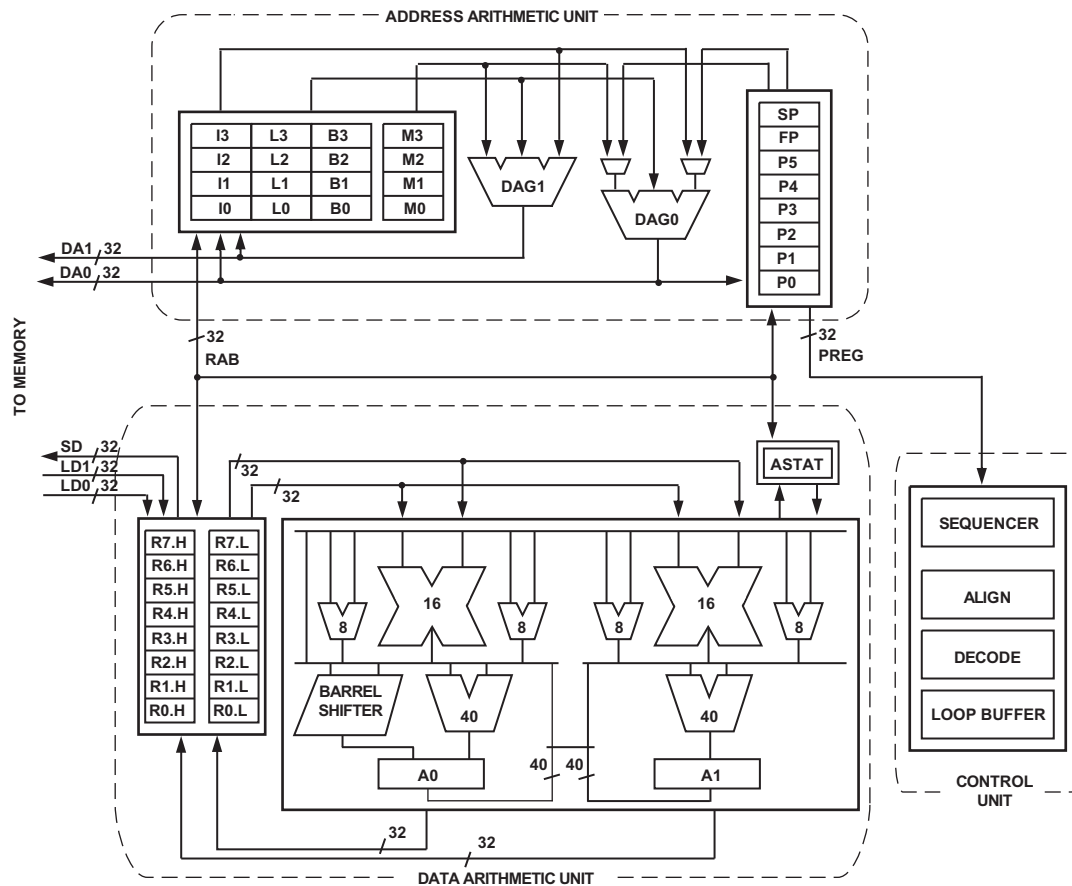 ADDRESS ARITHMETIC UNIT
I3 L3 B3 M3
I2 L2 B2 M2
I1 L1 B1 M1
I0 L0 B0 M0
DAG1
DAG0
SP
FP
P5
P4
P3
P2
P1
P0
DA1 32
DA0 32
32
RAB
32
PREG
TO MEMORY
SD 32
LD1 32
LD0 32
32
32
ASTAT
R7.H R7.L
R6.H R6.L
R5.H R5.L
R4.H R4.L
R3.H R3.L
R2.H R2.L
R1.H R1.L
R0.H R0.L
16 16
8 8 8 8
BARREL
SHIFTER
40 40
A0 40 40 A1
32
32
DATA ARITHMETIC UNIT
SEQUENCER
ALIGN
DECODE
LOOP BUFFER
CONTROL
UNIT